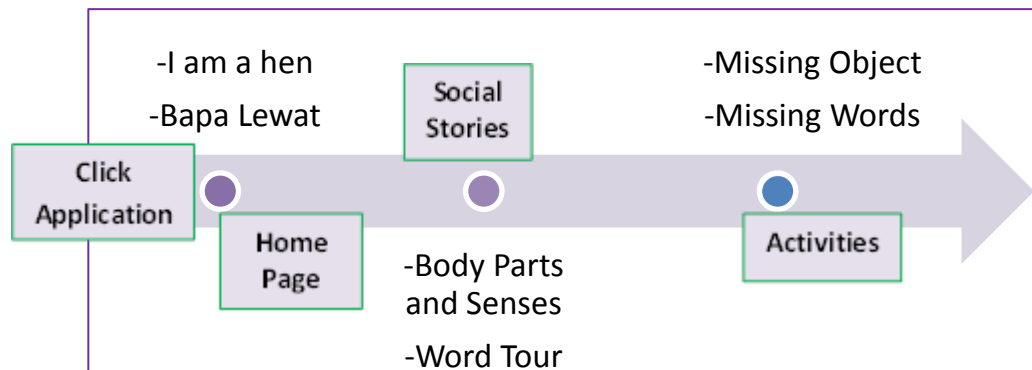 -I am a hen
-Bapa Lewat
Social
Stories
-Missing Object
-Missing Words
Click
Application
Home
Page
-Body Parts
and Senses
-Word Tour
Activities